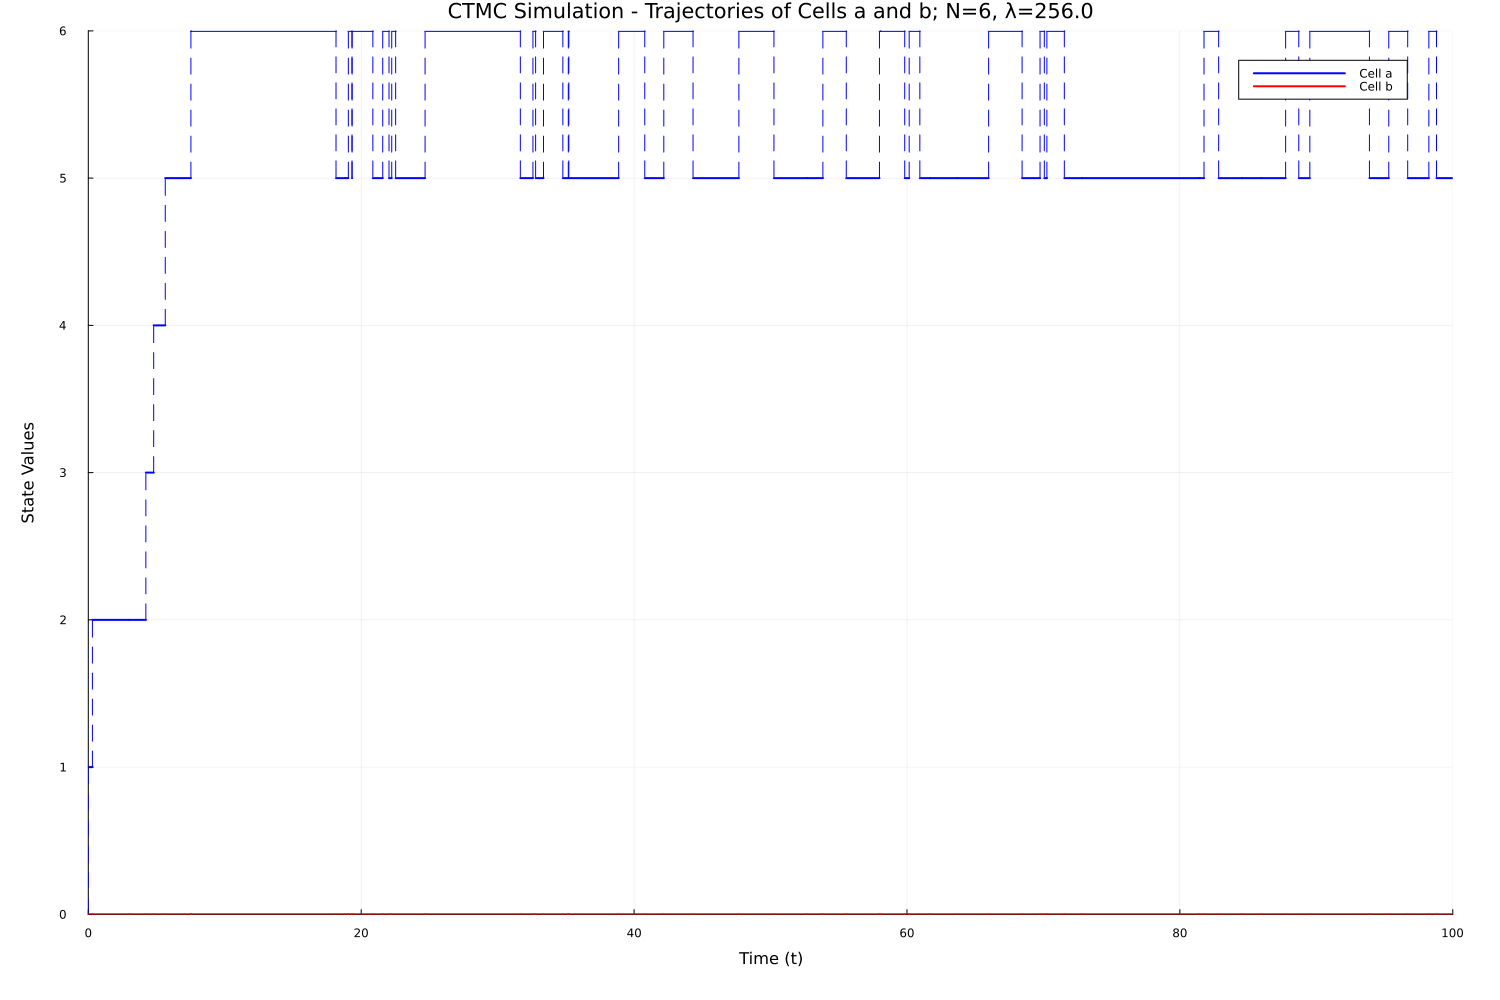 CTMC Simulation - Trajectories of Cells a and b; N=6, λ=256.0
6
5
4
3
2
1
0
State Values
Cell a
Cell b
0 20 40 60 80 100
Time (t)